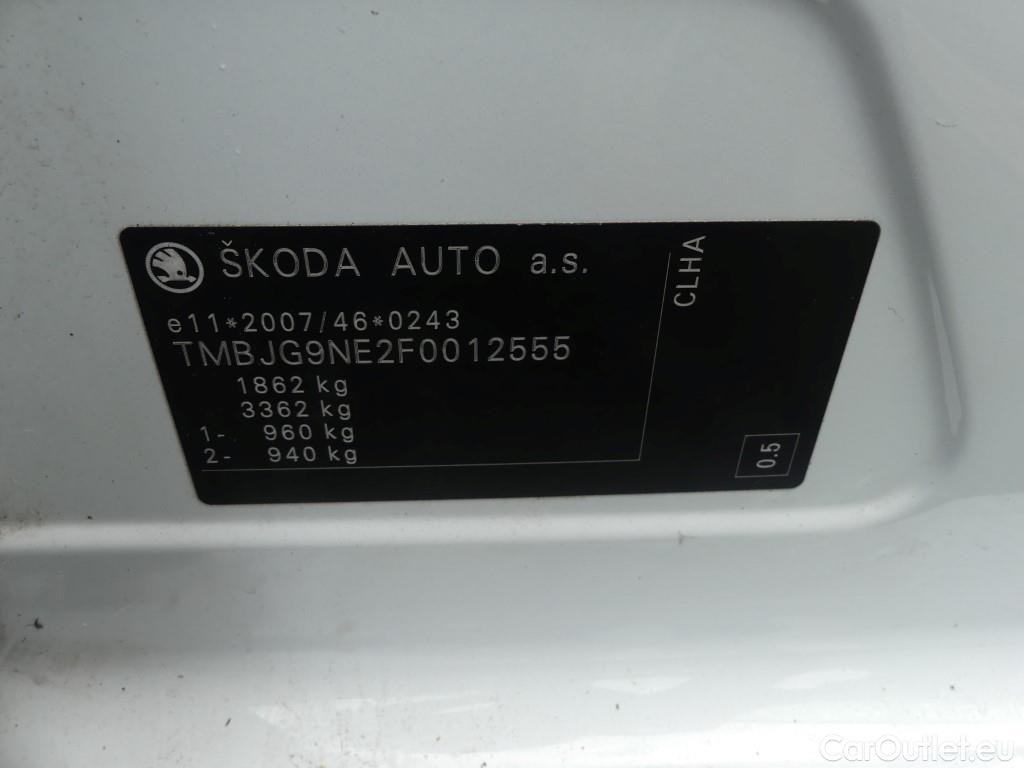 ŠKODA AUTO a.s.
e11*2007/46*0243
TMBJG9NE2F0012555
1862 kg
3362 kg
1- 960 kg
2- 940 kg
CLHA
0.5
CarOutlet.eu